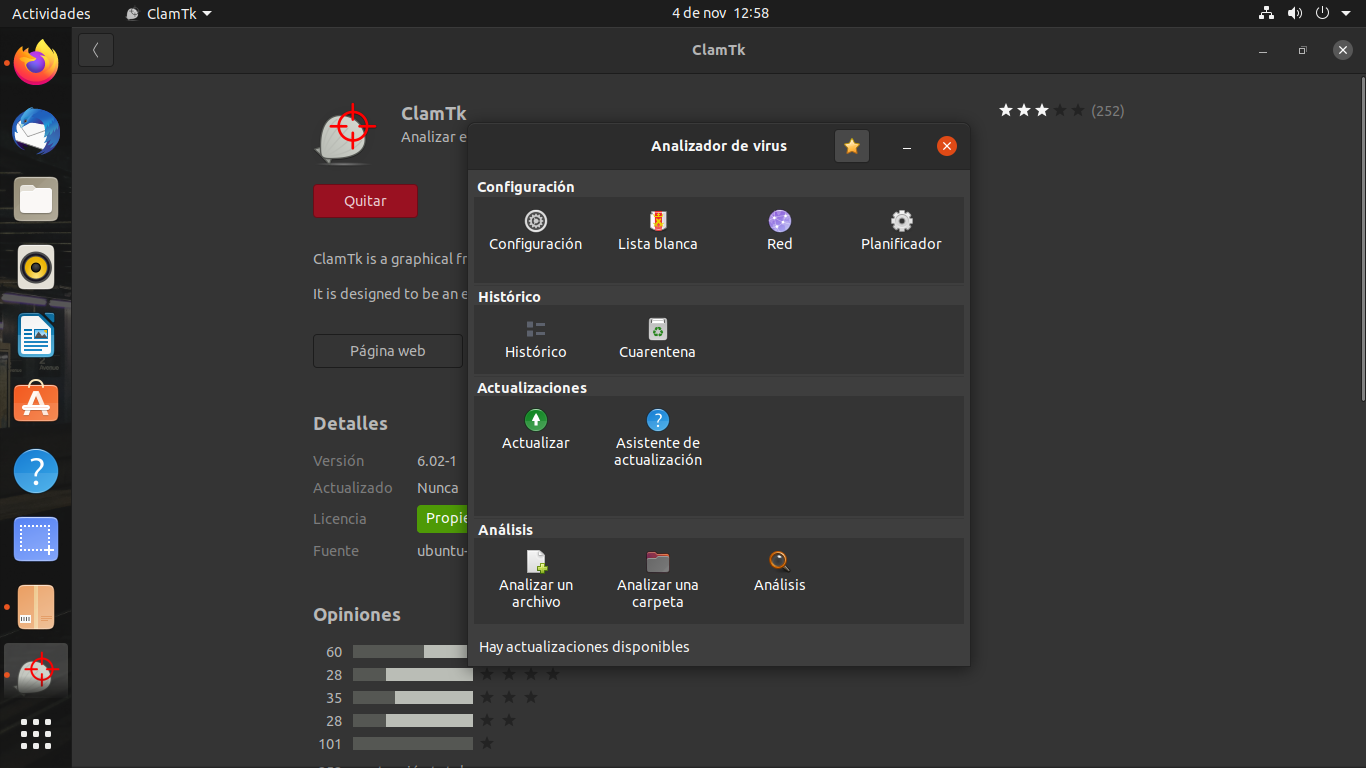 Actividades
ClamTk
4 de nov 12:58
ClamTk
ClamTk
Analizar e
(252)
Quitar
ClamTk is a graphical fr
It is designed to be an e
Página web
Detalles
Versión 6.02-1
Actualizado Nunca
Licencia Propie
Fuente ubuntu-
Opiniones
60
28
35
28
101
Analizador de virus
Configuración
Configuración
Lista blanca
Red
Planificador
Histórico
Histórico
Cuarentena
Actualizaciones
Actualizar
Asistente de
actualización
Análisis
Analizar un
archivo
Analizar una
carpeta
Análisis
Hay actualizaciones disponibles